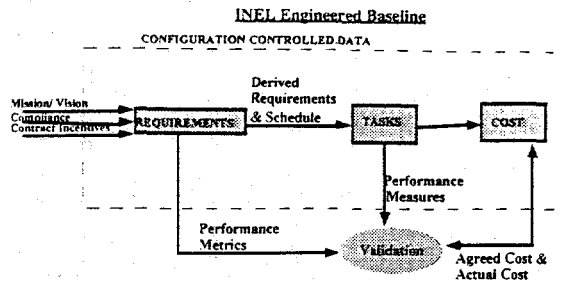 INEL Engineered Baseline
CONFIGURATION CONTROLLED DATA
Derived
Requirements
& Schedule
Mission/ Vision
Compliance
Contract Incentives
REQUIREMENTS
TASKS
COST
Performance
Measures
Performance
Metrics
Validation
Agreed Cost &
Actual Cost